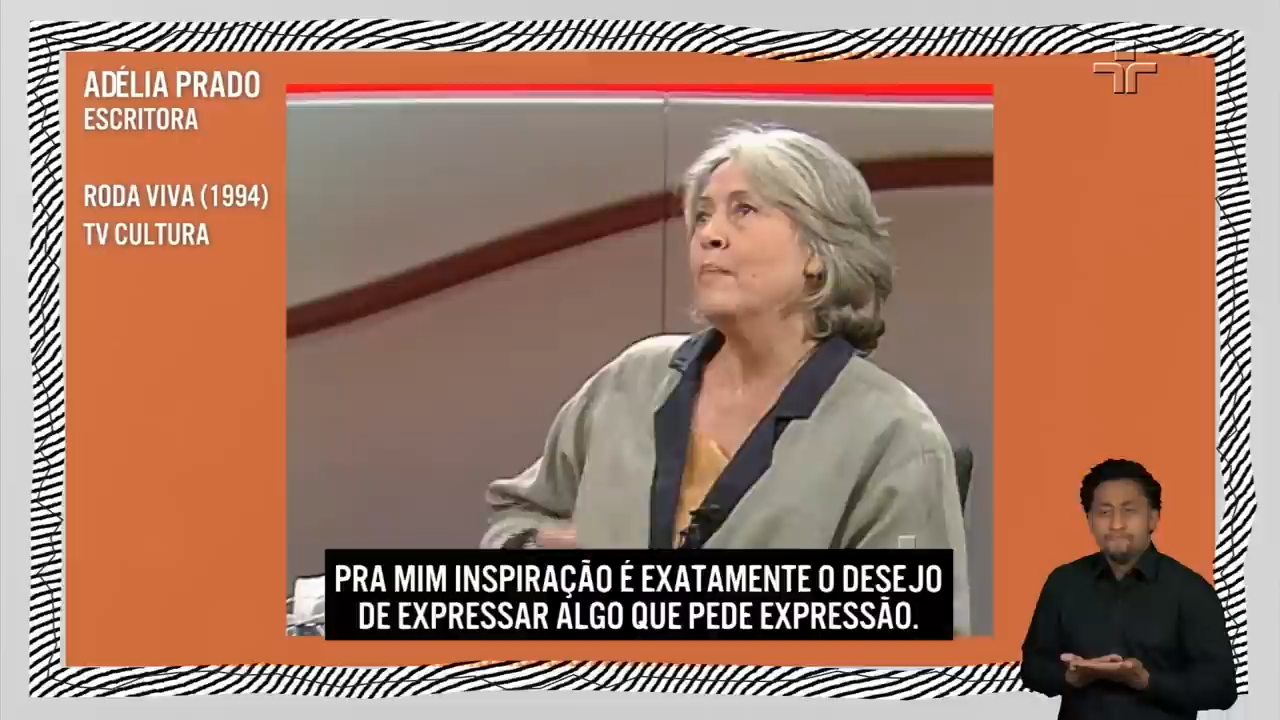 ADÉLIA PRADO
ESCRITORA
RODA VIVA (1994)
TV CULTURA
PRA MIM INSPIRAÇÃO É EXATAMENTE O DESEJO
DE EXPRESSAR ALGO QUE PEDE EXPRESSÃO.